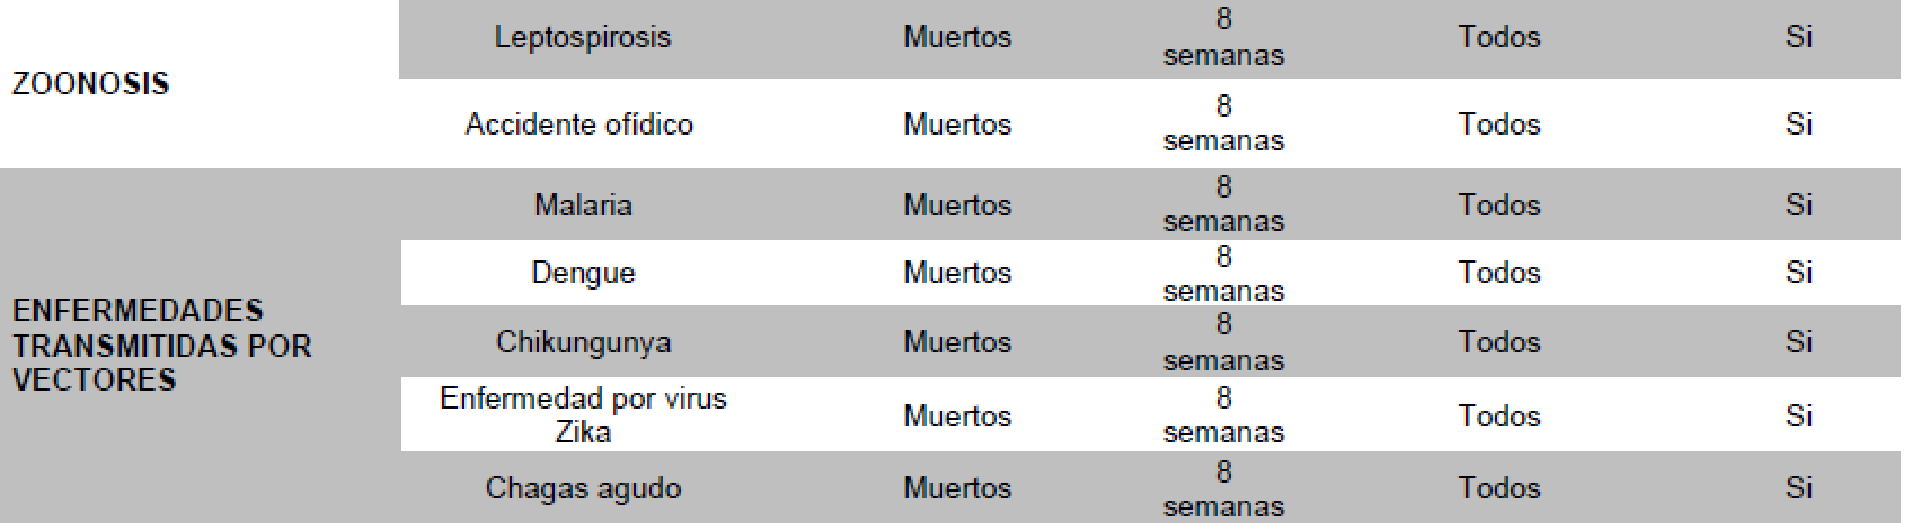 ZOONOSIS
Leptospirosis Muertos 8 semanas Todos Si
Accidente ofídico Muertos 8 semanas Todos Si
ENFERMEDADES
TRANSMITIDAS POR
VECTORES
Malaria Muertos 8 semanas Todos Si
Dengue Muertos 8 semanas Todos Si
Chikungunya Muertos 8 semanas Todos Si
Enfermedad por virus Zika Muertos 8 semanas Todos Si
Chagas agudo Muertos 8 semanas Todos Si